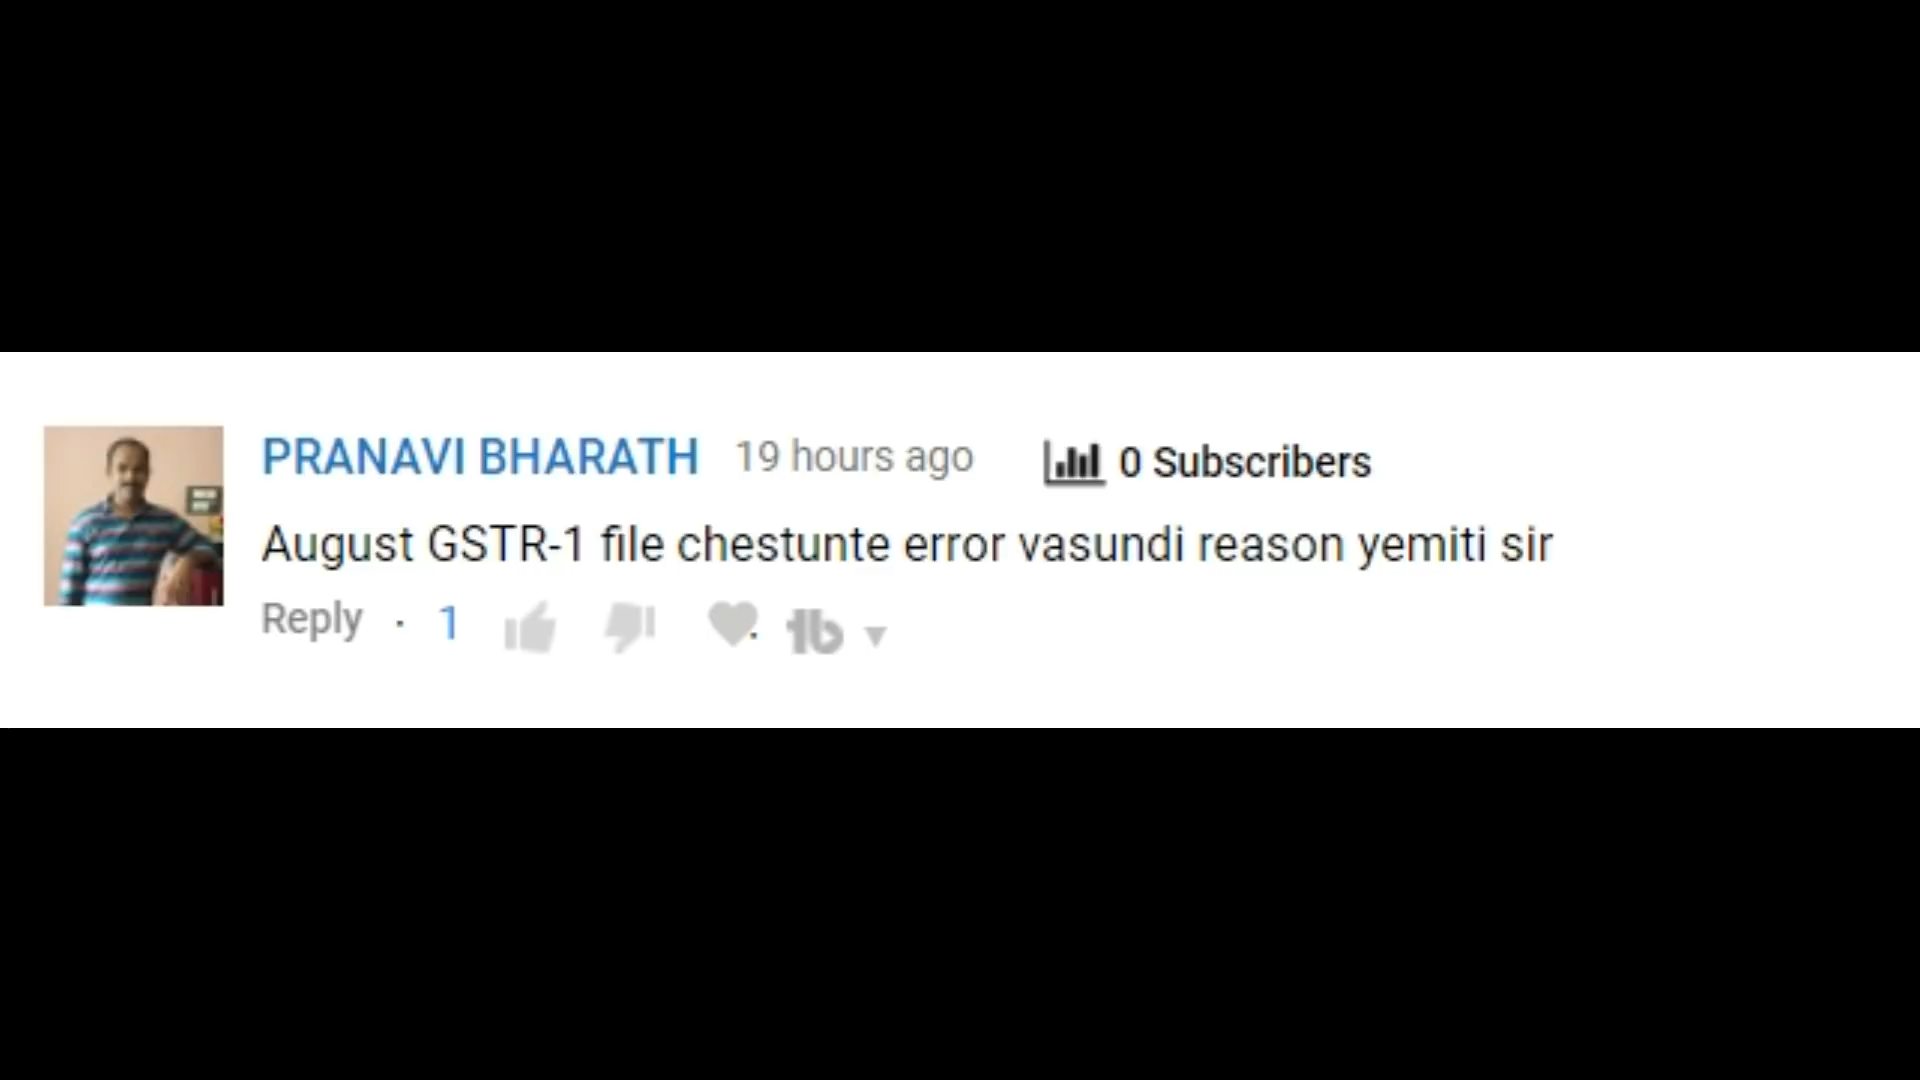 PRANAVI BHARATH 19 hours ago 0 Subscribers
August GSTR-1 file chestunte error vasundi reason yemiti sir
Reply · 1 tb